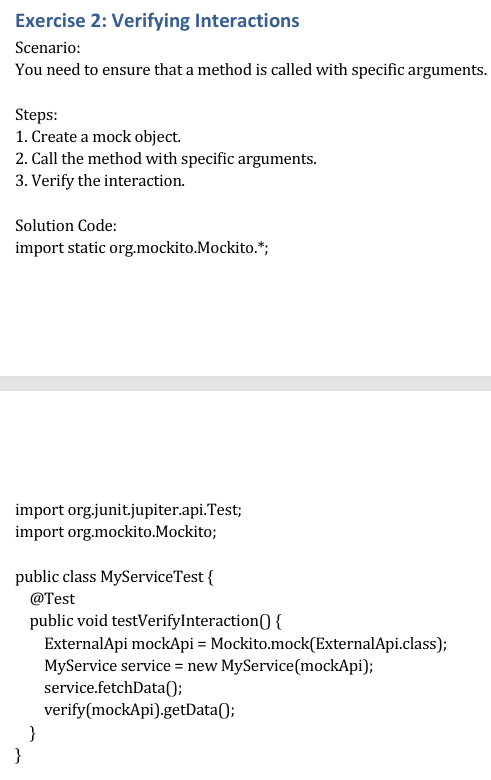 Exercise 2: Verifying Interactions
Scenario:
You need to ensure that a method is called with specific arguments.
Steps:
1. Create a mock object.
2. Call the method with specific arguments.
3. Verify the interaction.
Solution Code:
import static org.mockito.Mockito.*;
import org.junit.jupiter.api.Test;
import org.mockito.Mockito;
public class MyServiceTest {
@Test
public void testVerifyInteraction() {
ExternalApi mockApi = Mockito.mock(ExternalApi.class);
MyService service = new MyService(mockApi);
service.fetchData();
verify(mockApi).getData();
}
}